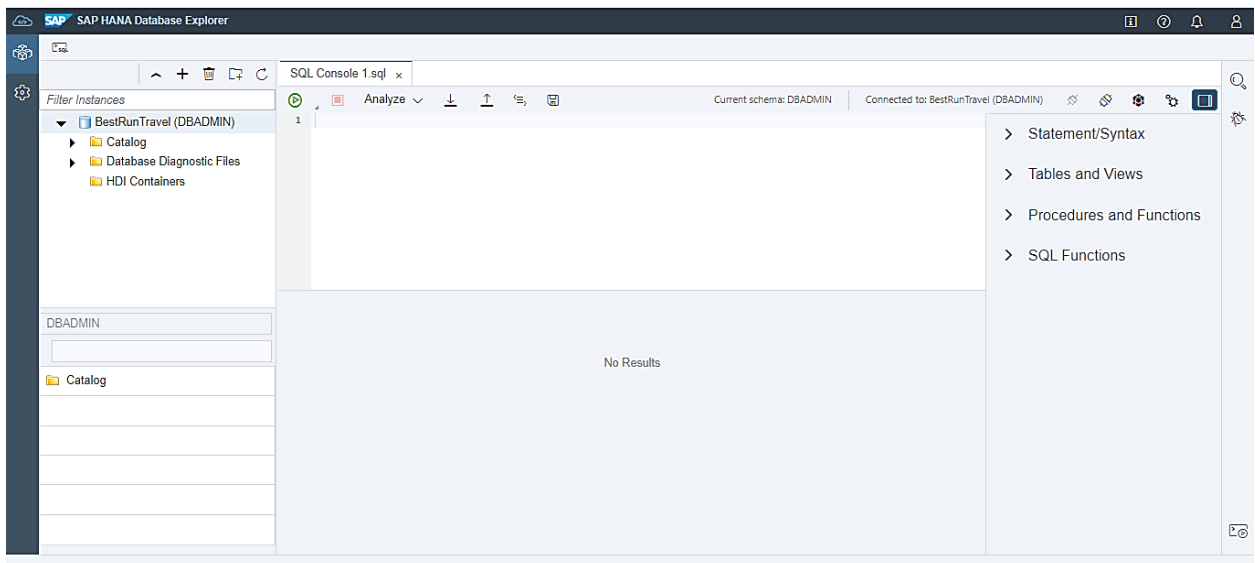 SAP SAP HANA Database Explorer
SQL
SQL Console 1.sql ×
Filter Instances
Analyze
Current schema: DBADMIN
Connected to: BestRunTravel (DBADMIN)
BestRunTravel (DBADMIN)
Catalog
Database Diagnostic Files
HDI Containers
1
Statement/Syntax
Tables and Views
Procedures and Functions
SQL Functions
DBADMIN
Catalog
No Results